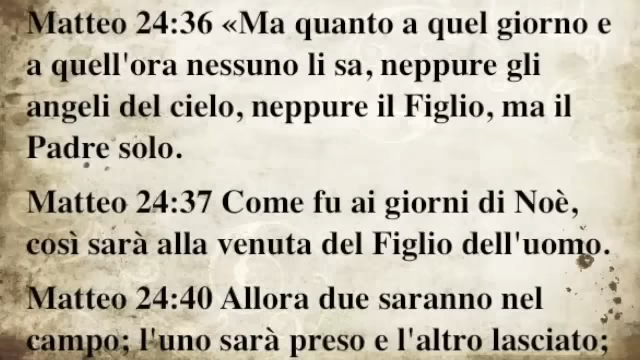 Matteo 24:36 «Ma quanto a quel giorno e
a quell'ora nessuno li sa, neppure gli
angeli del cielo, neppure il Figlio, ma il
Padre solo.
Matteo 24:37 Come fu ai giorni di Noè,
così sarà alla venuta del Figlio dell'uomo.
Matteo 24:40 Allora due saranno nel
campo; l'uno sarà preso e l'altro lasciato;